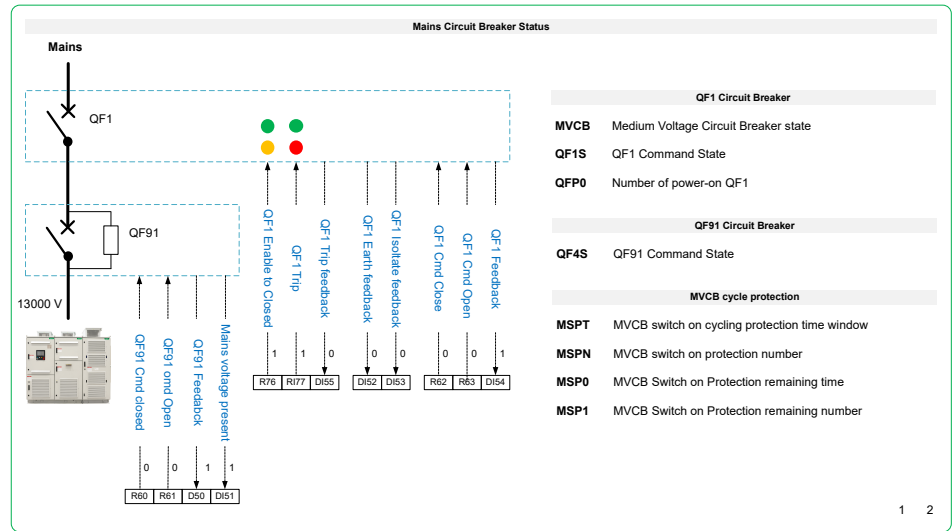 Mains Circuit Breaker Status
Mains
QF1
QF91
13000 V
QF1 Enable to Closed
QF1 Trip
QF1 Trip feedback
QF1 Earth feedback
QF1 Isoltate feedback
QF1 Cmd Close
QF1 Cmd Open
QF1 Feedback
1 1 0 0 0 0 0 1
R76 RI77 DI55 DI52 DI53 R62 R63 DI54
QF91 Cmd closed
QF91 omd Open
QF91 Feedabck
Mains voltage present
0 0 1 1
R60 R61 D50 DI51
QF1 Circuit Breaker
MVCB Medium Voltage Circuit Breaker state
QF1S QF1 Command State
QFP0 Number of power-on QF1
QF91 Circuit Breaker
QF4S QF91 Command State
MVCB cycle protection
MSPT MVCB switch on cycling protection time window
MSPN MVCB switch on protection number
MSP0 MVCB Switch on Protection remaining time
MSP1 MVCB Switch on Protection remaining number
1 2